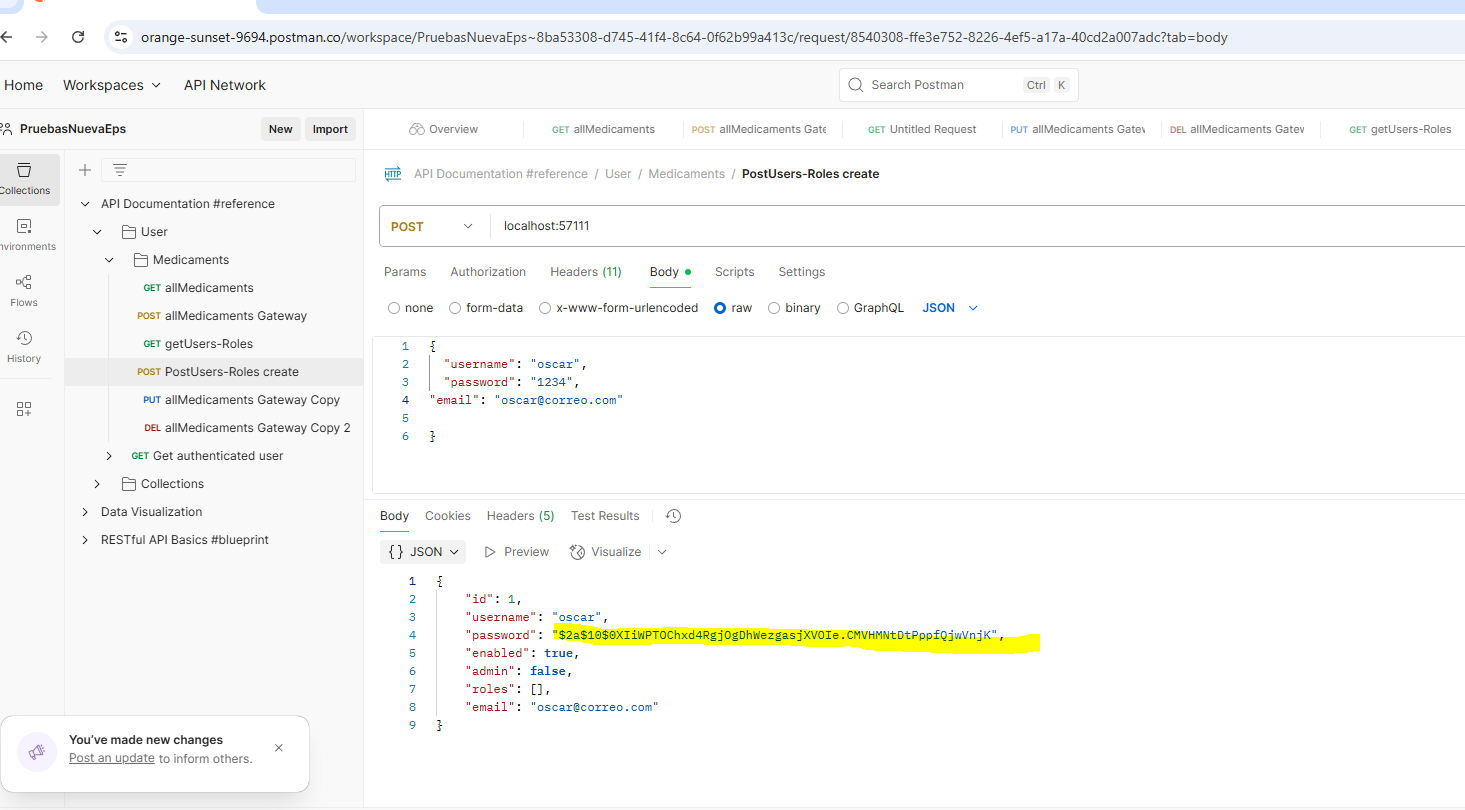 orange-sunset-9694.postman.co/workspace/PruebasNuevaEps~8ba53308-d745-41f4-8c64-0f62b99a413c/request/8540308-ffe3e752-8226-4ef5-a17a-40cd2a007adc?tab=body
Home Workspaces API Network Search Postman Ctrl K
PruebasNuevaEps New Import
Overview GET allMedicaments POST allMedicaments Gate GET Untitled Request PUT allMedicaments Gatev DEL allMedicaments Gatev GET getUsers-Roles
Collections
nvironments
Flows
History
API Documentation #reference
User
Medicaments
GET allMedicaments
POST allMedicaments Gateway
GET getUsers-Roles
POST PostUsers-Roles create
PUT allMedicaments Gateway Copy
DEL allMedicaments Gateway Copy 2
GET Get authenticated user
Collections
Data Visualization
RESTful API Basics #blueprint
HTTP API Documentation #reference / User / Medicaments / PostUsers-Roles create
POST localhost:57111
Params Authorization Headers (11) Body Scripts Settings
none form-data x-www-form-urlencoded raw binary GraphQL JSON
1 {
2 "username": "oscar",
3 "password": "1234",
4 "email": "oscar@correo.com"
5
6 }
Body Cookies Headers (5) Test Results
{} JSON Preview Visualize
1 {
2 "id": 1,
3 "username": "oscar",
4 "password": "$2a$10$0XIiWPTOChxd4RgjOgDhWezgasjXVOIe.CMVHMNtDtPppfQjwVnjK",
5 "enabled": true,
6 "admin": false,
7 "roles": [],
8 "email": "oscar@correo.com"
9 }
You've made new changes
Post an update to inform others.